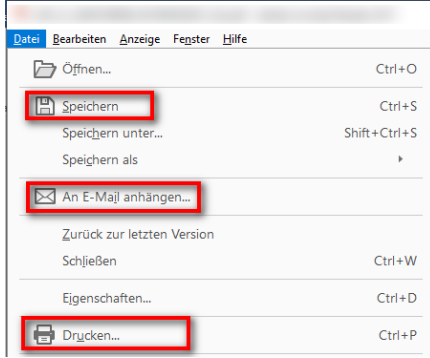 Datei Bearbeiten Anzeige Fenster Hilfe
Öffnen... Ctrl+O
Speichern Ctrl+S
Speichern unter... Shift+Ctrl+S
Speichern als
An E-Mail anhängen...
Zurück zur letzten Version
Schließen Ctrl+W
Eigenschaften... Ctrl+D
Drucken... Ctrl+P